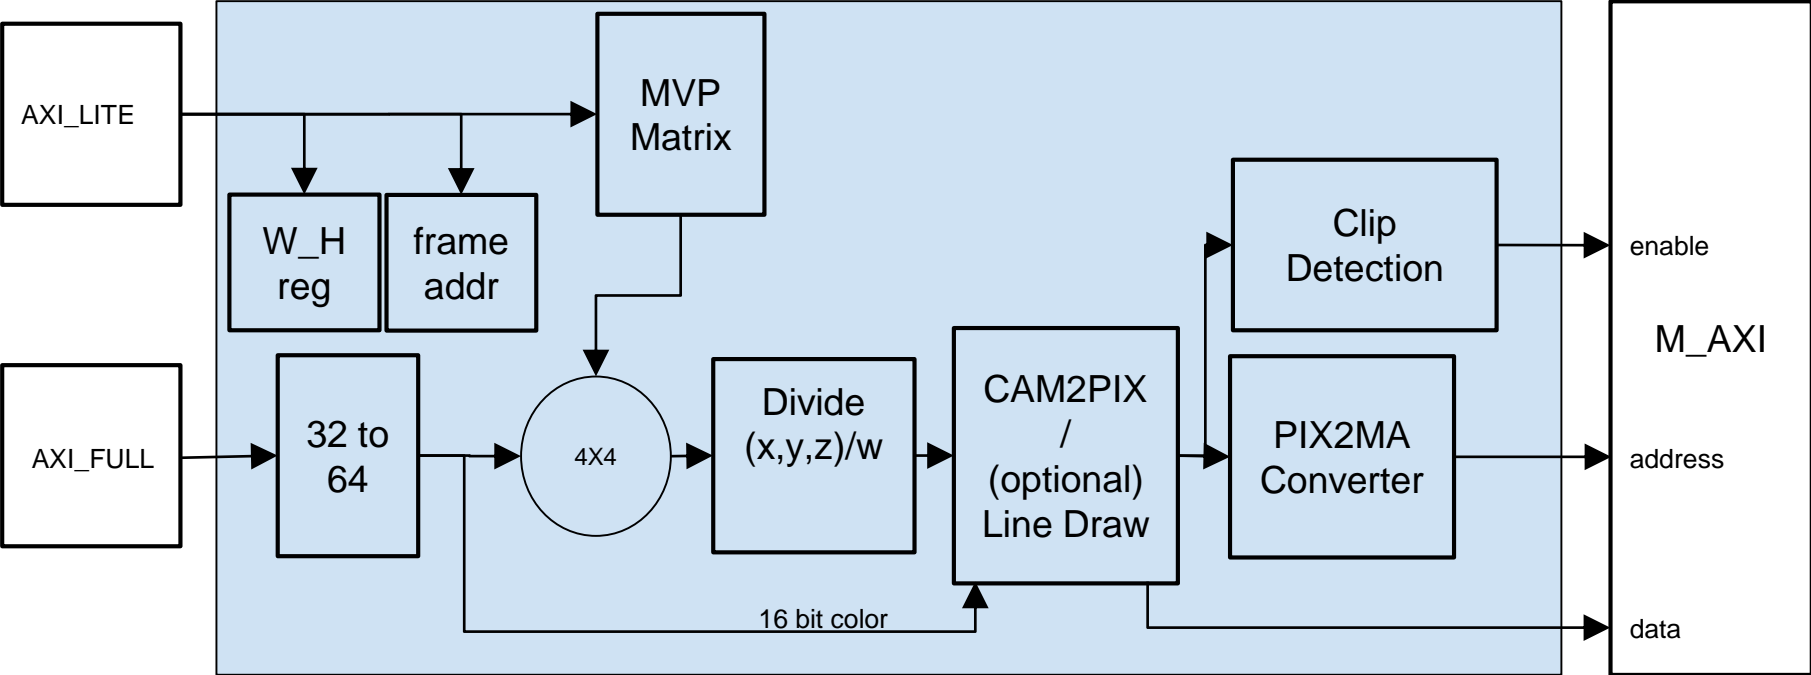 AXI_LITE
MVP
Matrix
W_H
reg
frame
addr
Clip
Detection
enable
M_AXI
AXI_FULL
32 to
64
4X4
Divide
(x,y,z)/w
CAM2PIX
/
(optional)
Line Draw
PIX2MA
Converter
address
16 bit color
data